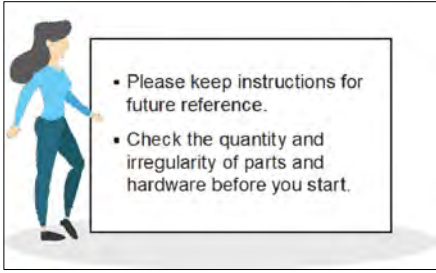 ▪ Please keep instructions for
future reference.
▪ Check the quantity and
irregularity of parts and
hardware before you start.